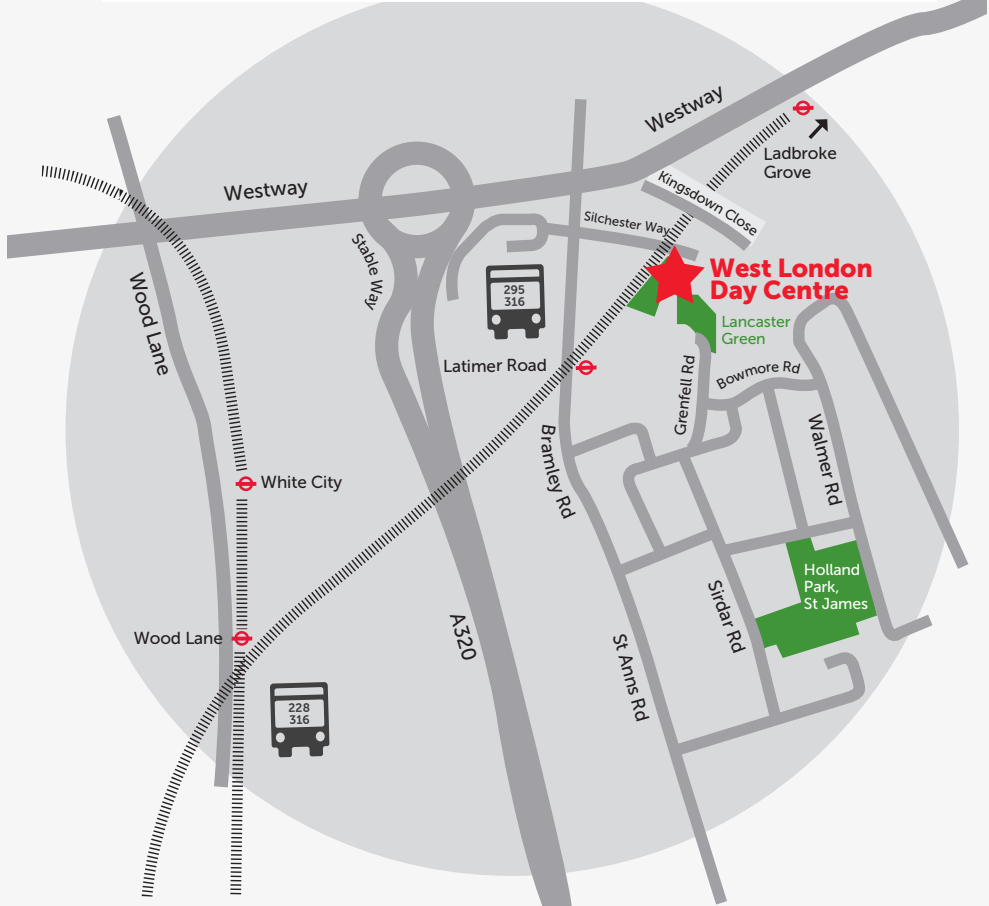 Westway
Ladbroke
Grove
Kingsdown Close
Westway
Silchester Way
Stable Way
West London
Day Centre
Wood Lane
295
316
Lancaster
Green
Latimer Road
Bowmore Rd
Grenfell Rd
Walmer Rd
Bramley Rd
White City
Holland
Park,
St James
Sirdar Rd
A320
Wood Lane
St Anns Rd
228
316